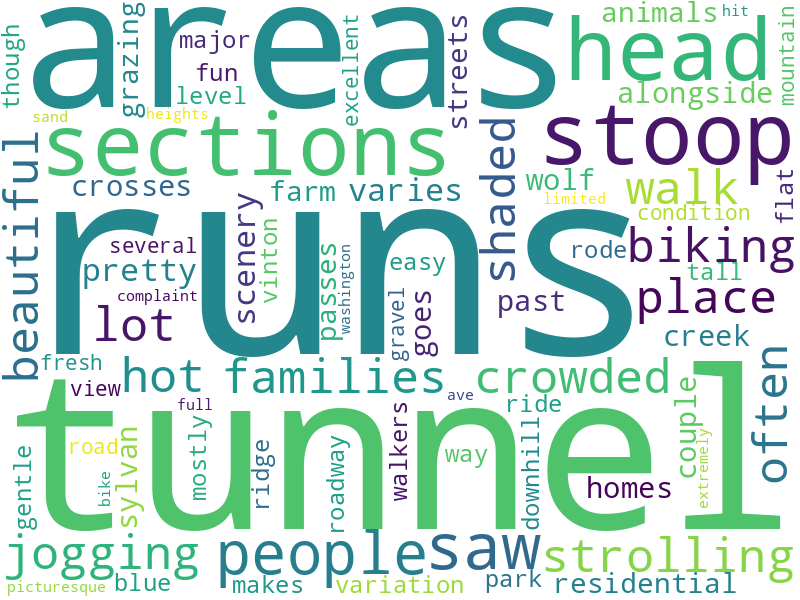 areas
head
animals
hit
mountain
though
grazing
major
fun
level
excellent
streets
alongside
sand
heights
sections
stoop
beautiful
crosses
shaded
farm
varies
wolf
walk
limited
condition
flat
runs
several
scenery
vinton
pretty
passes
washington
easy
rode
biking
tall
complaint
lot
gravel
goes
past
place
creek
fresh
view
hot
families
crowded
full
ave
ride
often
couple
tunnel
road
sylvan
mostly
ridge
roadway
walkers
way
downhill
homes
extremely
gentle
bike
jogging
people
saw
strolling
picturesque
blue
makes
variation
park
residential